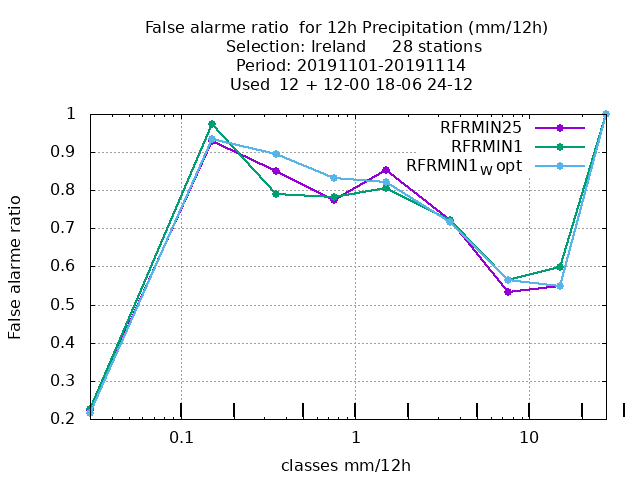 False alarme ratio  for 12h Precipitation (mm/12h)
Selection: Ireland     28 stations
Period: 20191101-20191114
Used  12 + 12-00 18-06 24-12
RFRMIN25
RFRMIN1
RFRMIN1_W opt
False alarme ratio
1
0.9
0.8
0.7
0.6
0.5
0.4
0.3
0.2
0.1
1
10
classes mm/12h